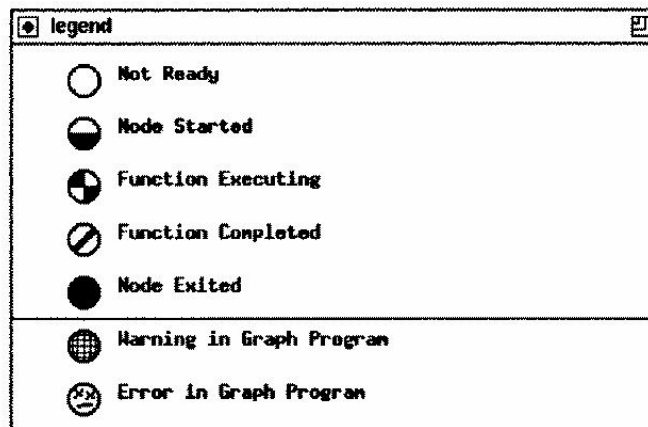 legend
Not Ready
Node Started
Function Executing
Function Completed
Node Exited
Warning in Graph Program
Error in Graph Program